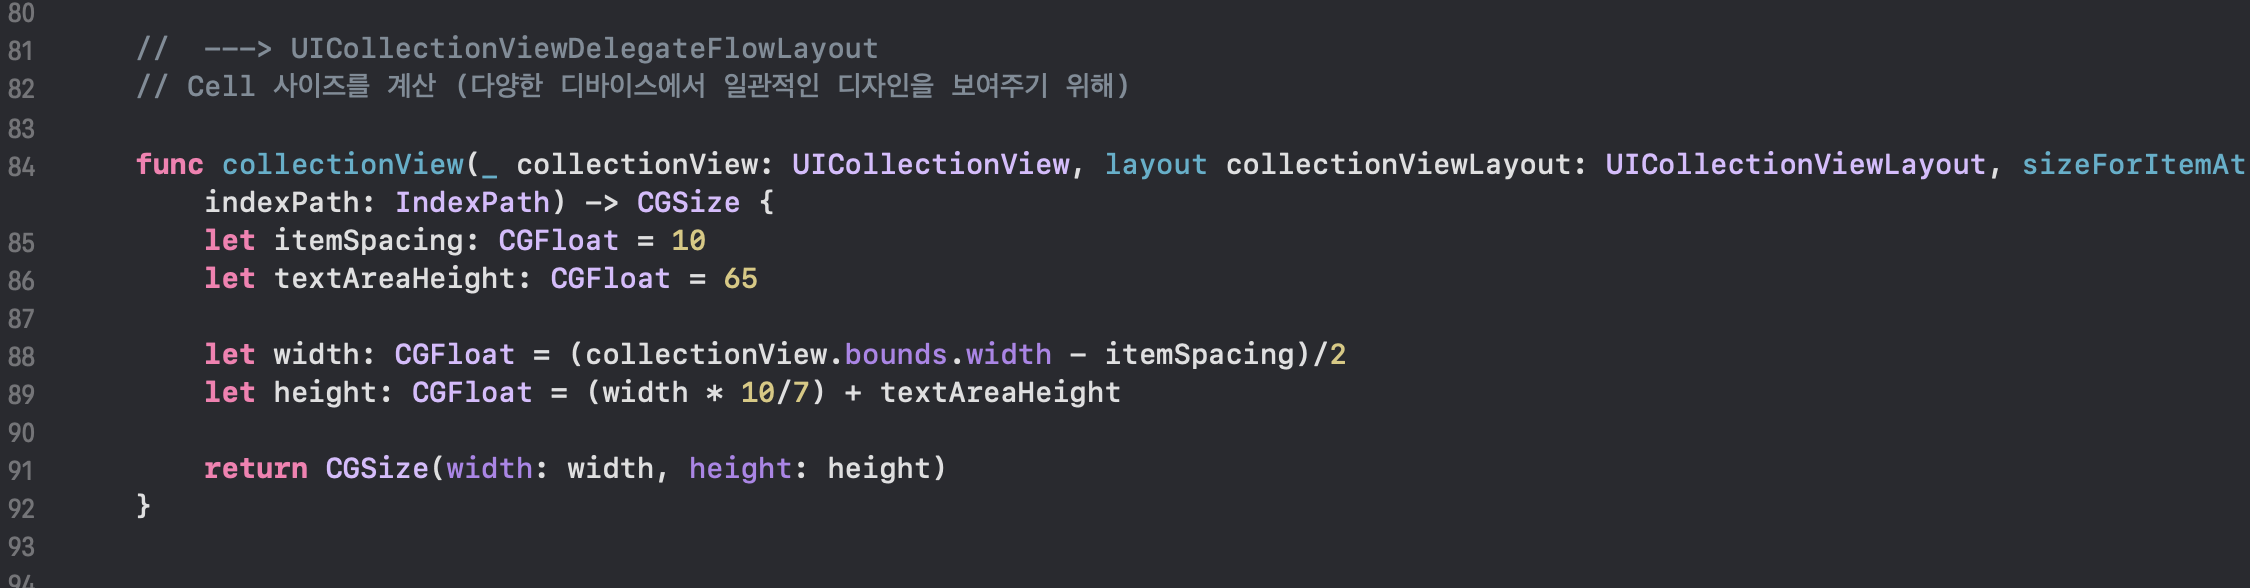 80
81 // ---> UICollectionViewDelegateFlowLayout
82 // Cell 사이즈를 계산 (다양한 디바이스에서 일관적인 디자인을 보여주기 위해)
83
84 func collectionView(_ collectionView: UICollectionView, layout collectionViewLayout: UICollectionViewLayout, sizeForItemAt
indexPath: IndexPath) -> CGSize {
85 let itemSpacing: CGFloat = 10
86 let textAreaHeight: CGFloat = 65
87
88 let width: CGFloat = (collectionView.bounds.width - itemSpacing)/2
89 let height: CGFloat = (width * 10/7) + textAreaHeight
90
91 return CGSize(width: width, height: height)
92 }
93
94